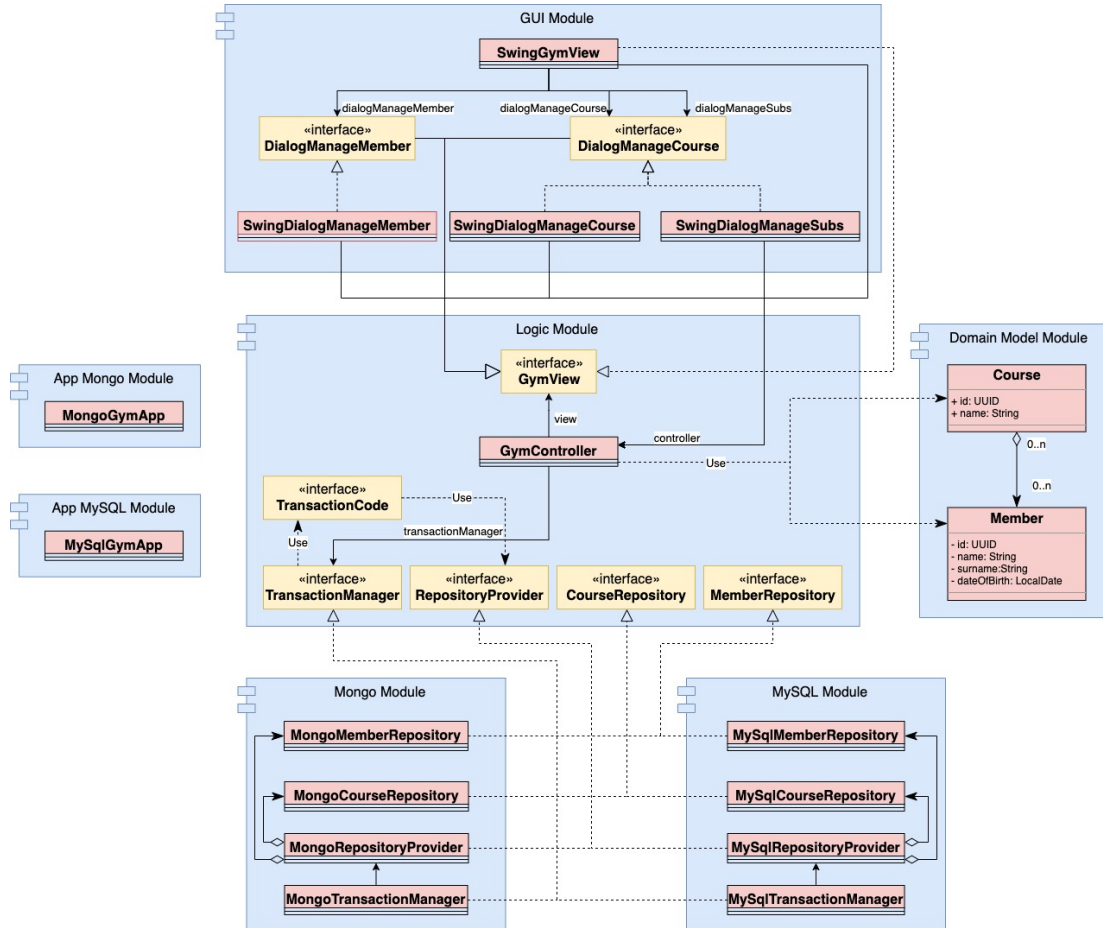 GUI Module
SwingGymView
dialogManageMember
dialogManageCourse
dialogManageSubs
«interface»
DialogManageMember
«interface»
DialogManageCourse
SwingDialogManageMember
SwingDialogManageCourse
SwingDialogManageSubs
Logic Module
«interface»
GymView
view
controller
GymController
Use
«interface»
TransactionCode
Use
Use
transactionManager
«interface»
TransactionManager
«interface»
RepositoryProvider
«interface»
CourseRepository
«interface»
MemberRepository
App Mongo Module
MongoGymApp
App MySQL Module
MySqlGymApp
Domain Model Module
Course
+ id: UUID
+ name: String
0..n
0..n
Member
- id: UUID
- name: String
- surname:String
- dateOfBirth: LocalDate
Mongo Module
MongoMemberRepository
MongoCourseRepository
MongoRepositoryProvider
MongoTransactionManager
MySQL Module
MySqlMemberRepository
MySqlCourseRepository
MySqlRepositoryProvider
MySqlTransactionManager